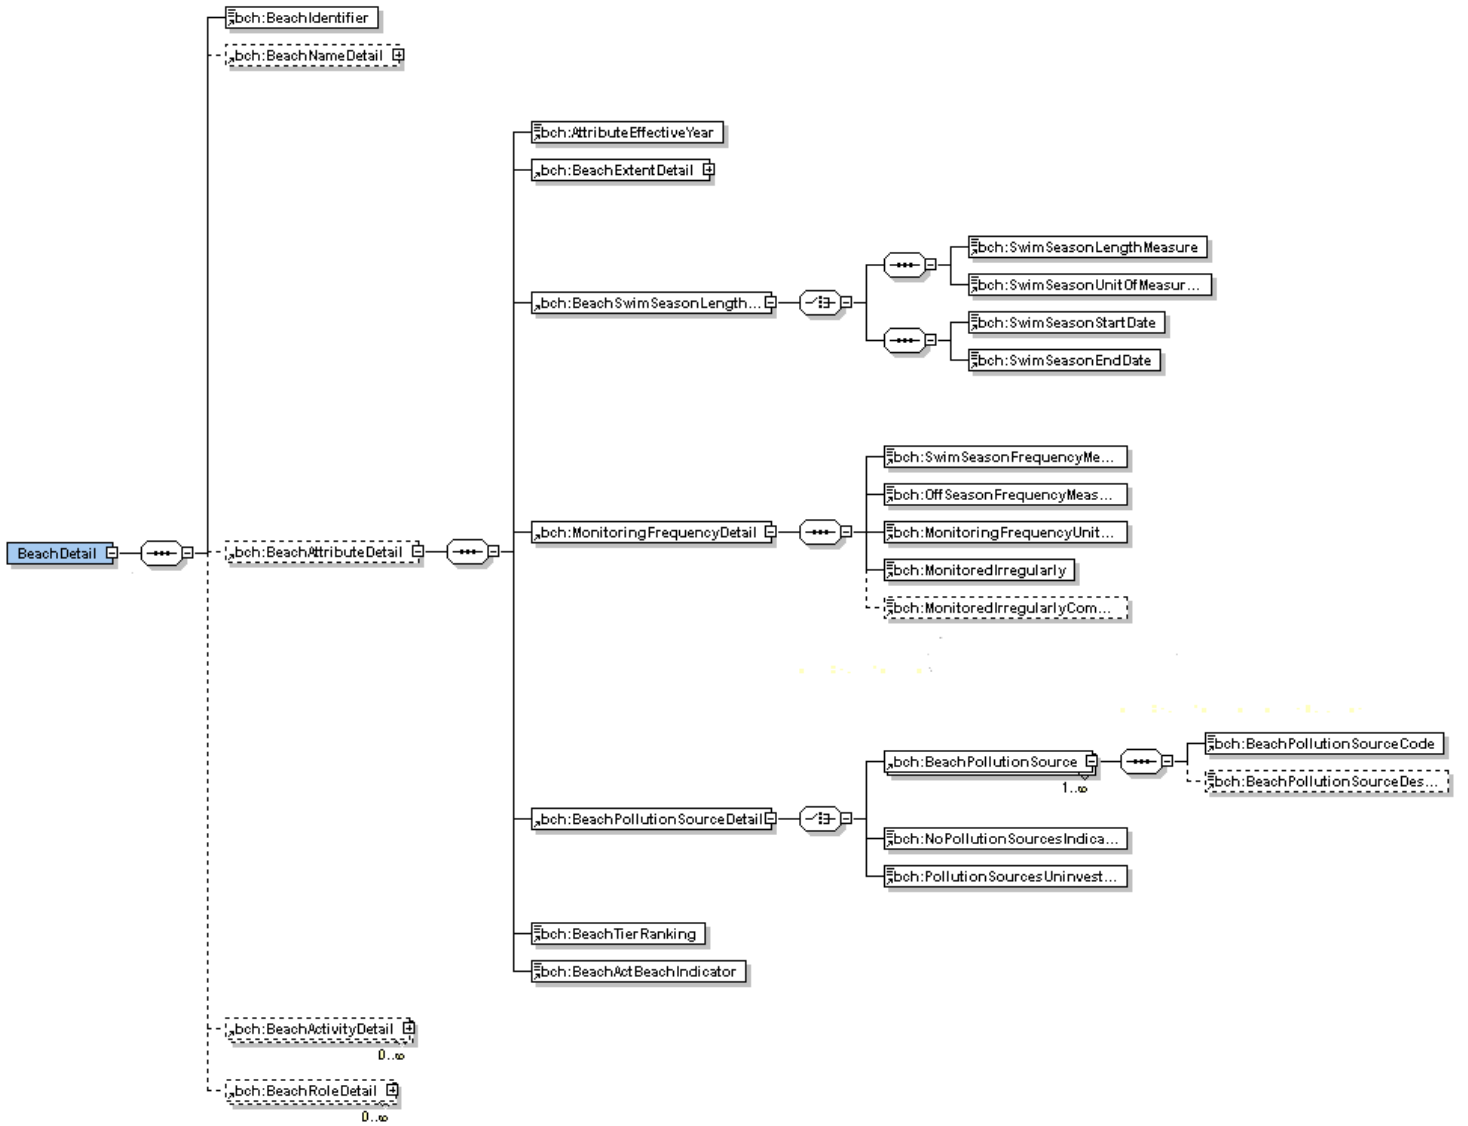 bch:BeachIdentifier
bch:BeachNameDetail
bch:AttributeEffectiveYear
bch:BeachExtentDetail
bch:SwimSeasonLengthMeasure
bch:SwimSeasonUnitOfMeasur...
bch:BeachSwimSeasonLength...
bch:SwimSeasonStartDate
bch:SwimSeasonEndDate
bch:SwimSeasonFrequencyMe...
bch:OffSeasonFrequencyMeas...
bch:MonitoringFrequencyDetail
bch:MonitoringFrequencyUnit...
BeachDetail
bch:BeachAttributeDetail
bch:MonitoredIrregularly
bch:MonitoredIrregularlyCom...
bch:BeachPollutionSourceCode
bch:BeachPollutionSource
1..∞
bch:BeachPollutionSourceDes...
bch:BeachPollutionSourceDetail
bch:NoPollutionSourcesIndica...
bch:PollutionSourcesUninvest...
bch:BeachTierRanking
bch:BeachActBeachIndicator
bch:BeachActivityDetail
0..∞
bch:BeachRoleDetail
0..∞